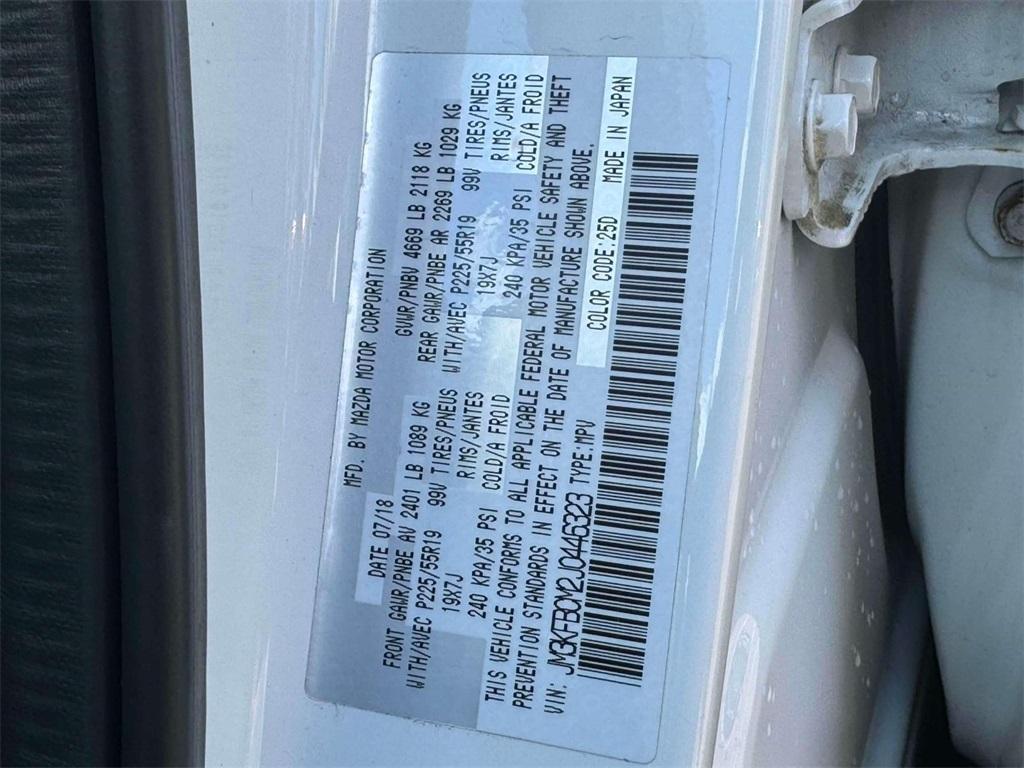 MFD. BY MAZDA MOTOR CORPORATION
DATE 07/18 GVWR/PNBV 4669 LB 2118 KG
FRONT GAWR/PNBE AV 2401 LB 1089 KG REAR GAWR/PNBE AR 2269 LB 1029 KG
WITH/AVEC P225/55R19 99V TIRES/PNEUS WITH/AVEC P225/55R19 99V TIRES/PNEUS
19X7J RIMS/JANTES 19X7J RIMS/JANTES
240 KPA/35 PSI COLD/A FROID 240 KPA/35 PSI COLD/A FROID
THIS VEHICLE CONFORMS TO ALL APPLICABLE FEDERAL MOTOR VEHICLE SAFETY AND THEFT
PREVENTION STANDARDS IN EFFECT ON THE DATE OF MANUFACTURE SHOWN ABOVE.
VIN: JM3KFBCM2J0446323 TYPE:MPV COLOR CODE:25D MADE IN JAPAN